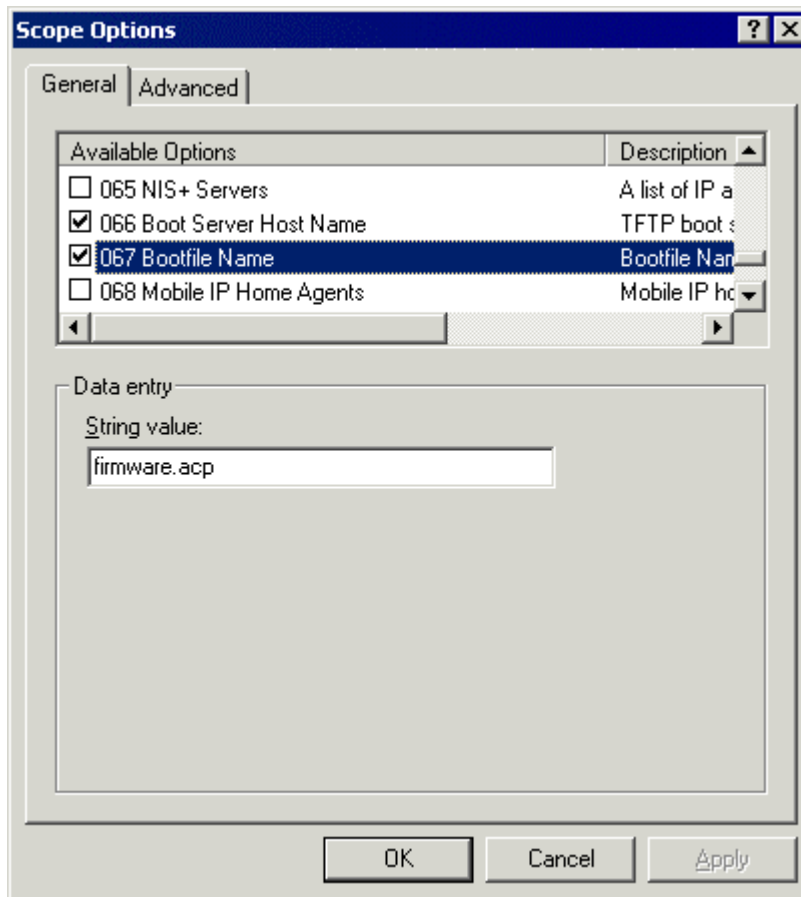 Scope Options
General Advanced
Available Options Description
065 NIS+ Servers A list of IP a
066 Boot Server Host Name TFTP boot s
067 Bootfile Name Bootfile Nan
068 Mobile IP Home Agents Mobile IP ho
Data entry
String value:
firmware.acp
OK Cancel Apply